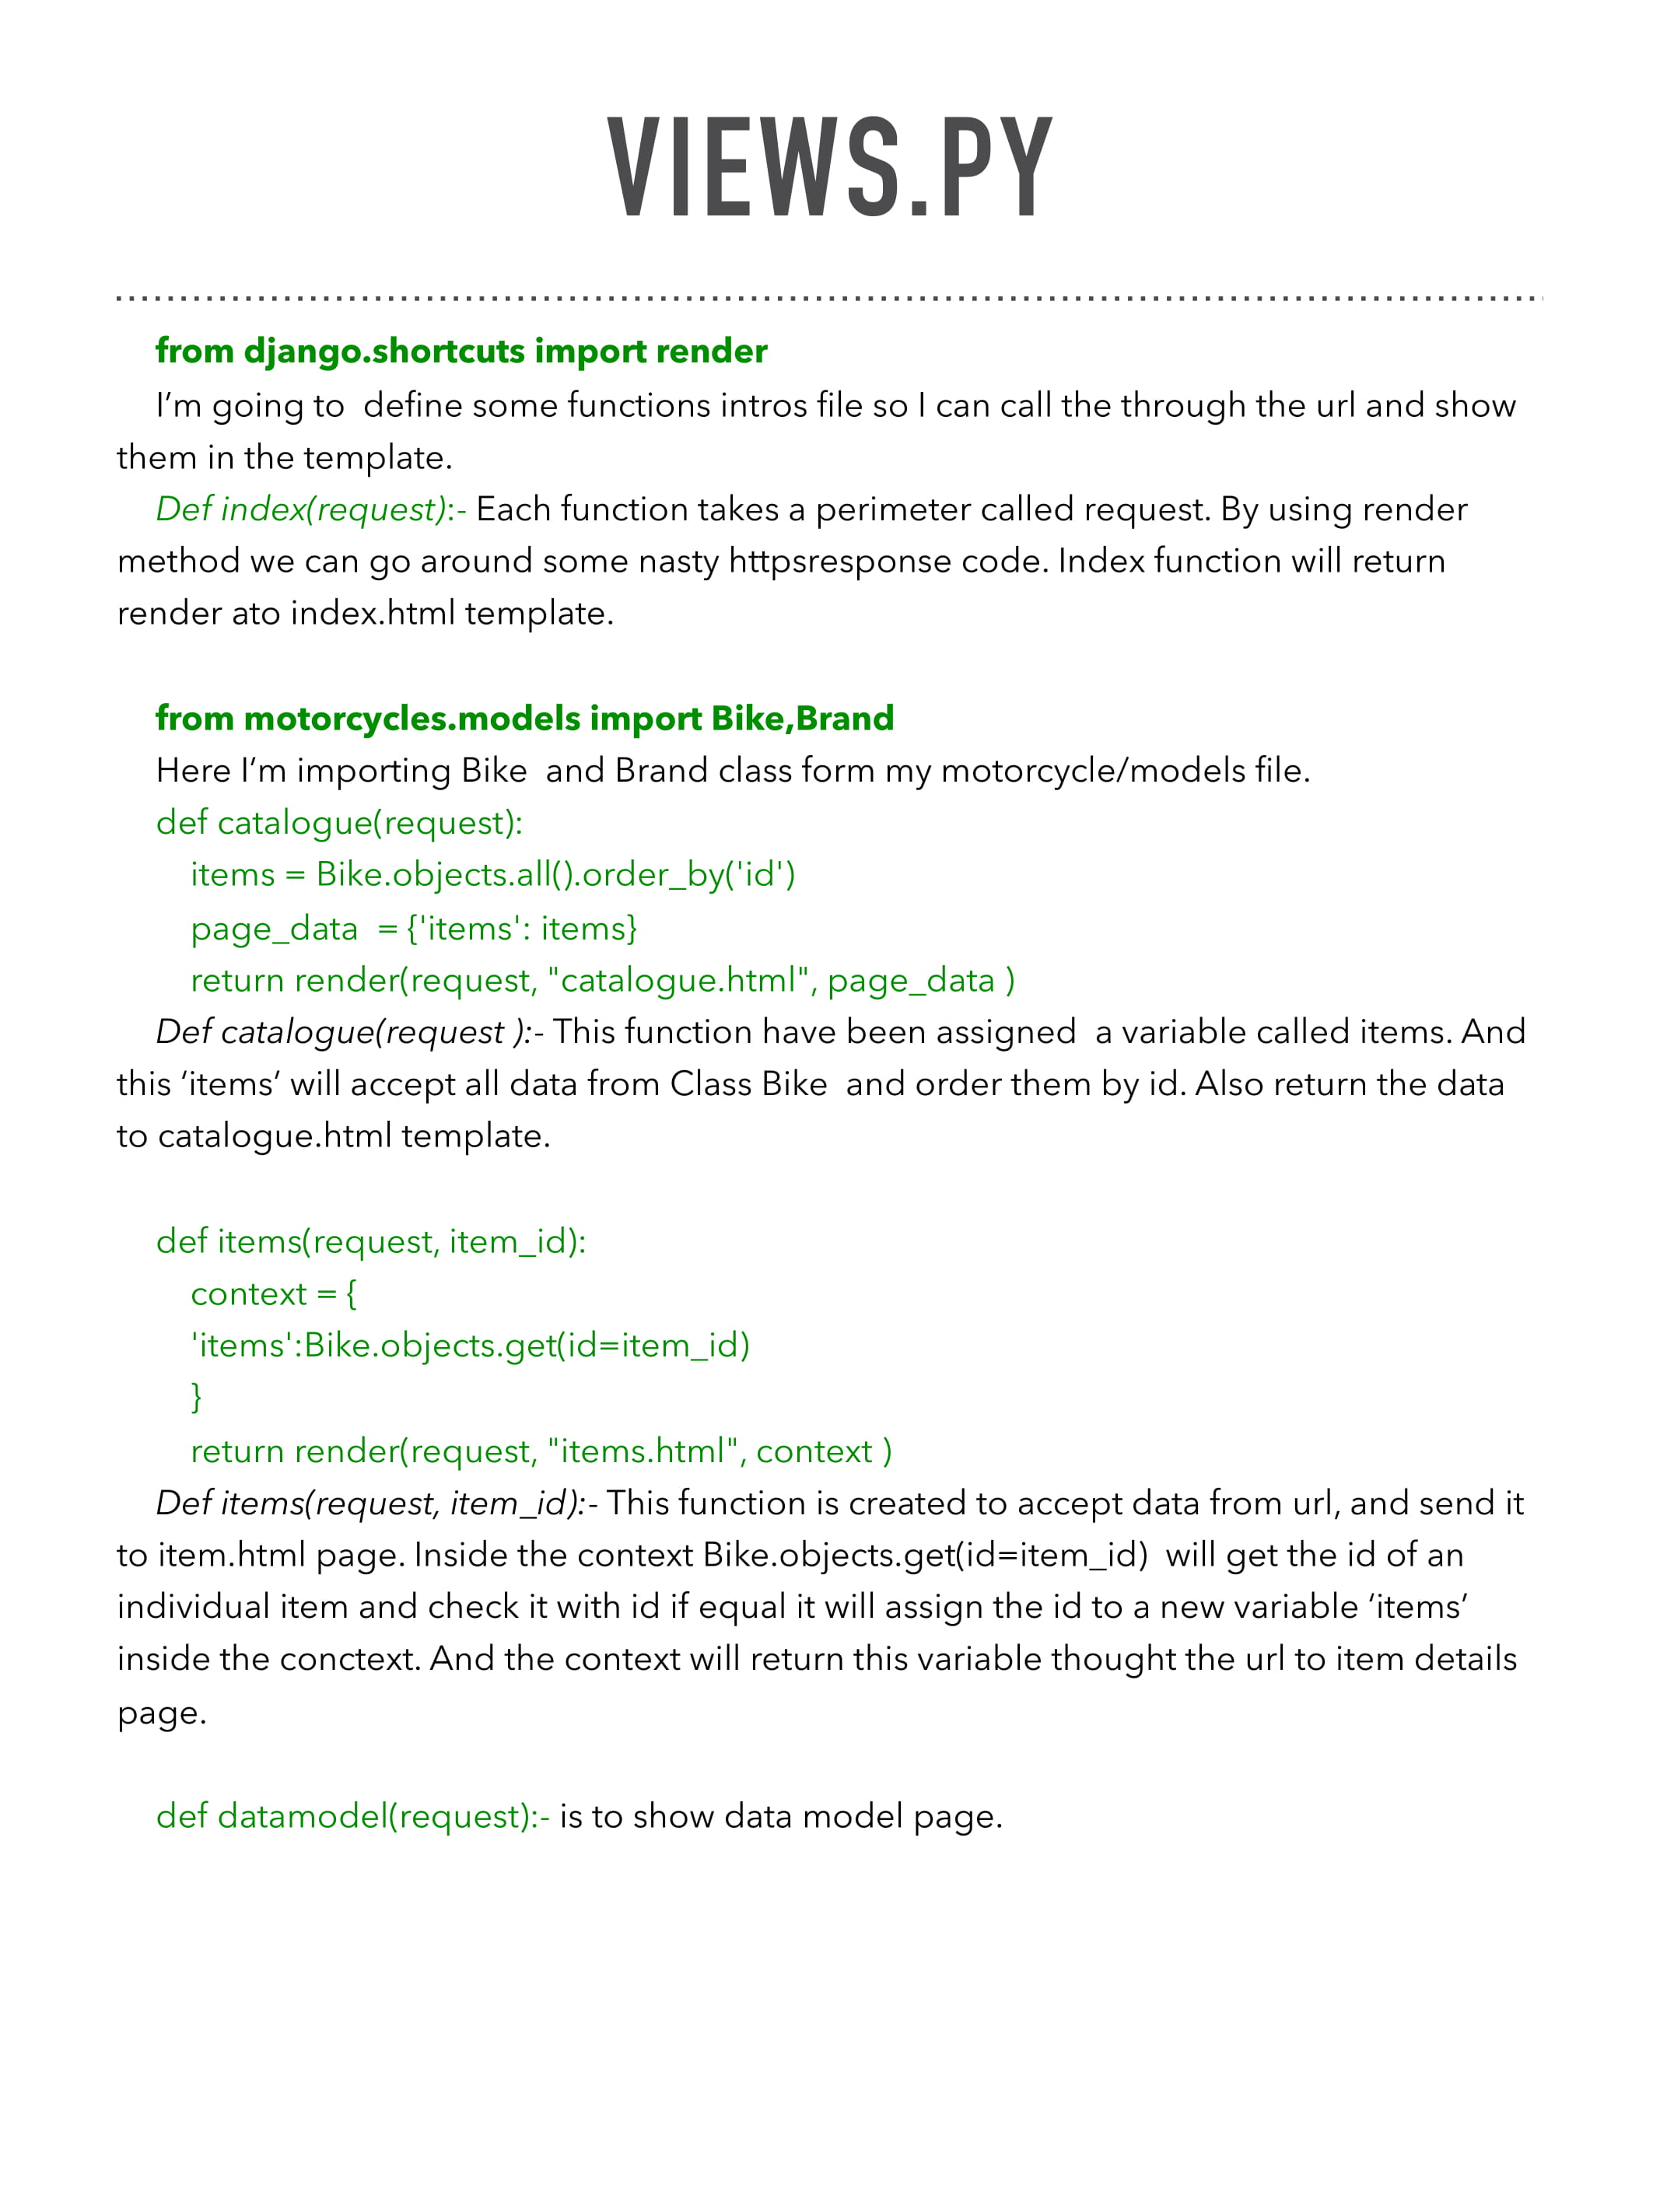 VIEWS.PY
from django.shortcuts import render
I’m going to  define some functions intros file so I can call the through the url and show
them in the template.
Def index(request):- Each function takes a perimeter called request. By using render
method we can go around some nasty httpsresponse code. Index function will return
render ato index.html template.
from motorcycles.models import Bike,Brand
Here I’m importing Bike  and Brand class form my motorcycle/models file.
def catalogue(request):
items = Bike.objects.all().order_by('id')
page_data  = {'items': items}
return render(request, "catalogue.html", page_data )
Def catalogue(request ):- This function have been assigned  a variable called items. And
this ‘items’ will accept all data from Class Bike  and order them by id. Also return the data
to catalogue.html template.
def items(request, item_id):
context = {
'items':Bike.objects.get(id=item_id)
}
return render(request, "items.html", context )
Def items(request, item_id):- This function is created to accept data from url, and send it
to item.html page. Inside the context Bike.objects.get(id=item_id)  will get the id of an
individual item and check it with id if equal it will assign the id to a new variable ‘items’
inside the conctext. And the context will return this variable thought the url to item details
page.
def datamodel(request):- is to show data model page.